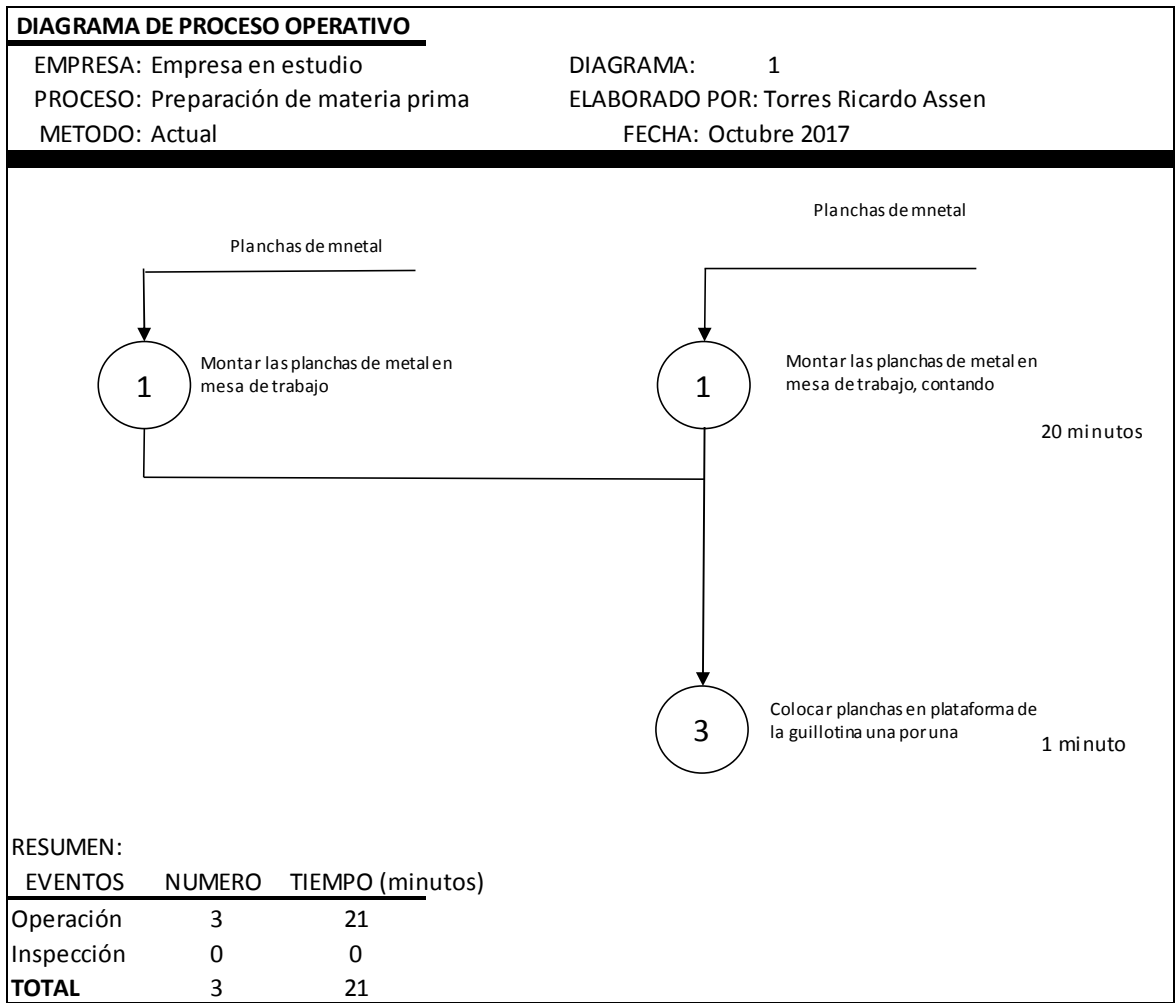 DIAGRAMA DE PROCESO OPERATIVO
EMPRESA: Empresa en estudio DIAGRAMA: 1
PROCESO: Preparación de materia prima ELABORADO POR: Torres Ricardo Assen
METODO: Actual FECHA: Octubre 2017
Planchas de mnetal
Planchas de mnetal
1
Montar las planchas de metal en
mesa de trabajo
1
Montar las planchas de metal en
mesa de trabajo, contando
20 minutos
3
Colocar planchas en plataforma de
la guillotina una por una
1 minuto
RESUMEN:
EVENTOS NUMERO TIEMPO (minutos)
Operación 3 21
Inspección 0 0
TOTAL 3 21